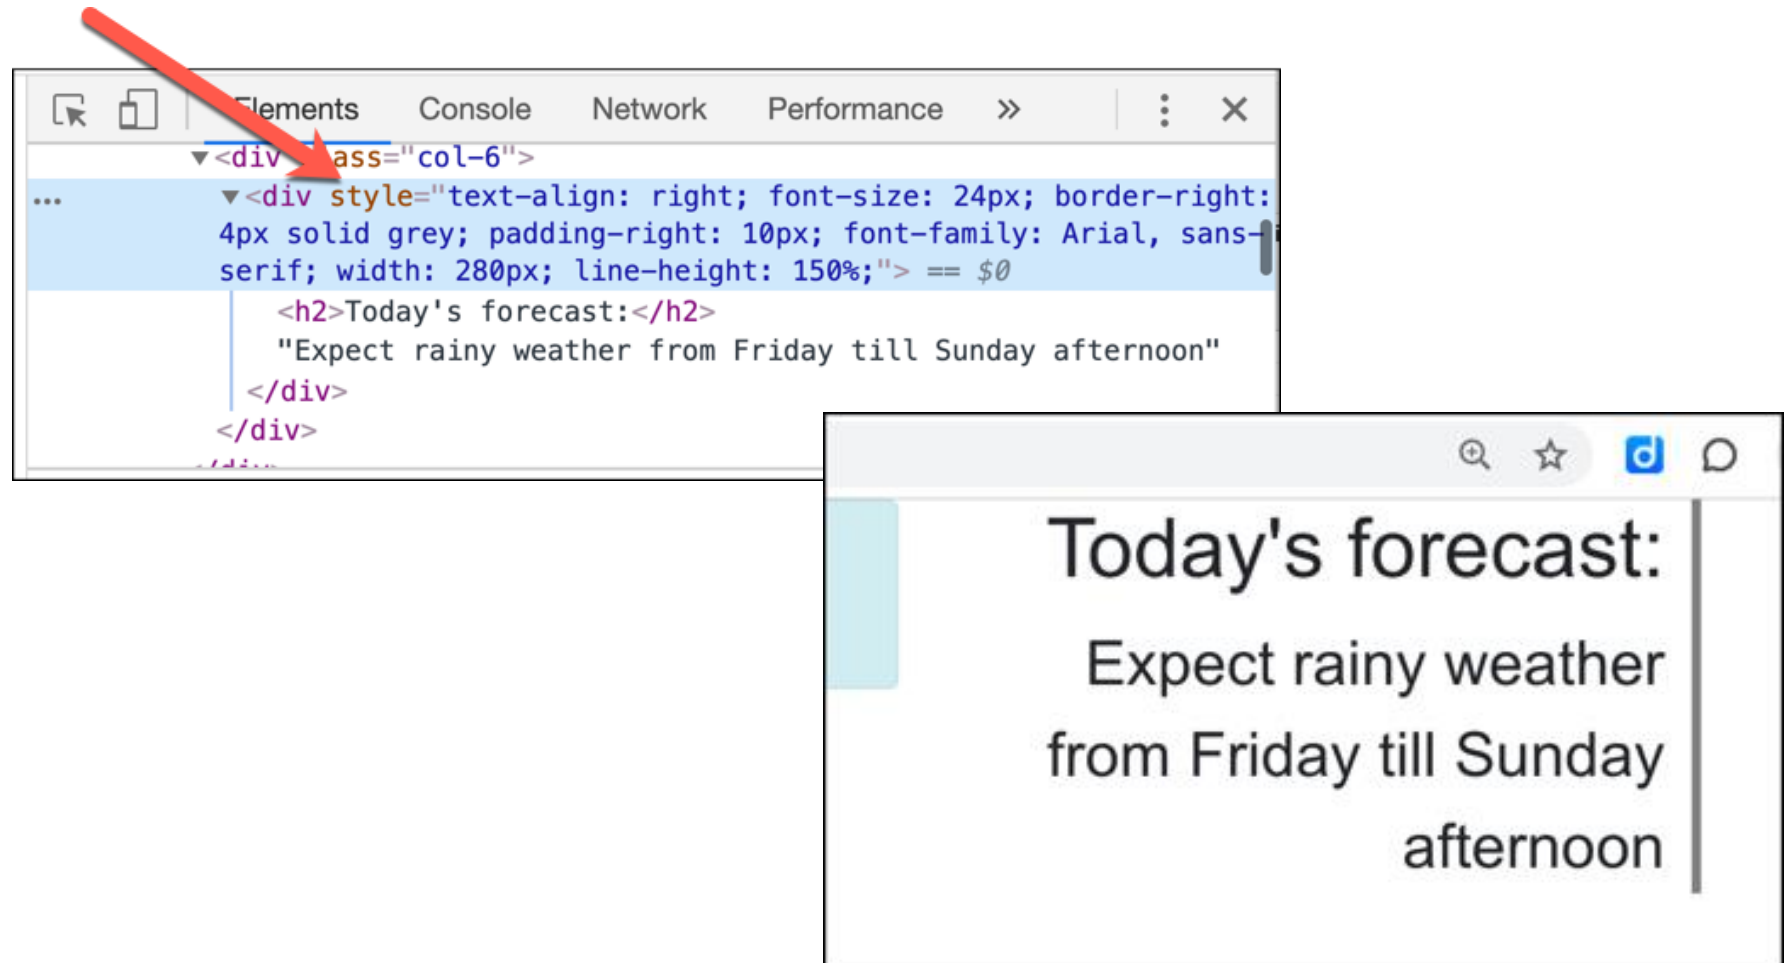 Elements Console Network Performance
▼<div class="col-6">
… ▼<div style="text-align: right; font-size: 24px; border-right:
4px solid grey; padding-right: 10px; font-family: Arial, sans-
serif; width: 280px; line-height: 150%;"> == $0
<h2>Today's forecast:</h2>
"Expect rainy weather from Friday till Sunday afternoon"
</div>
</div>
</div>
d
Today's forecast:
Expect rainy weather
from Friday till Sunday
afternoon